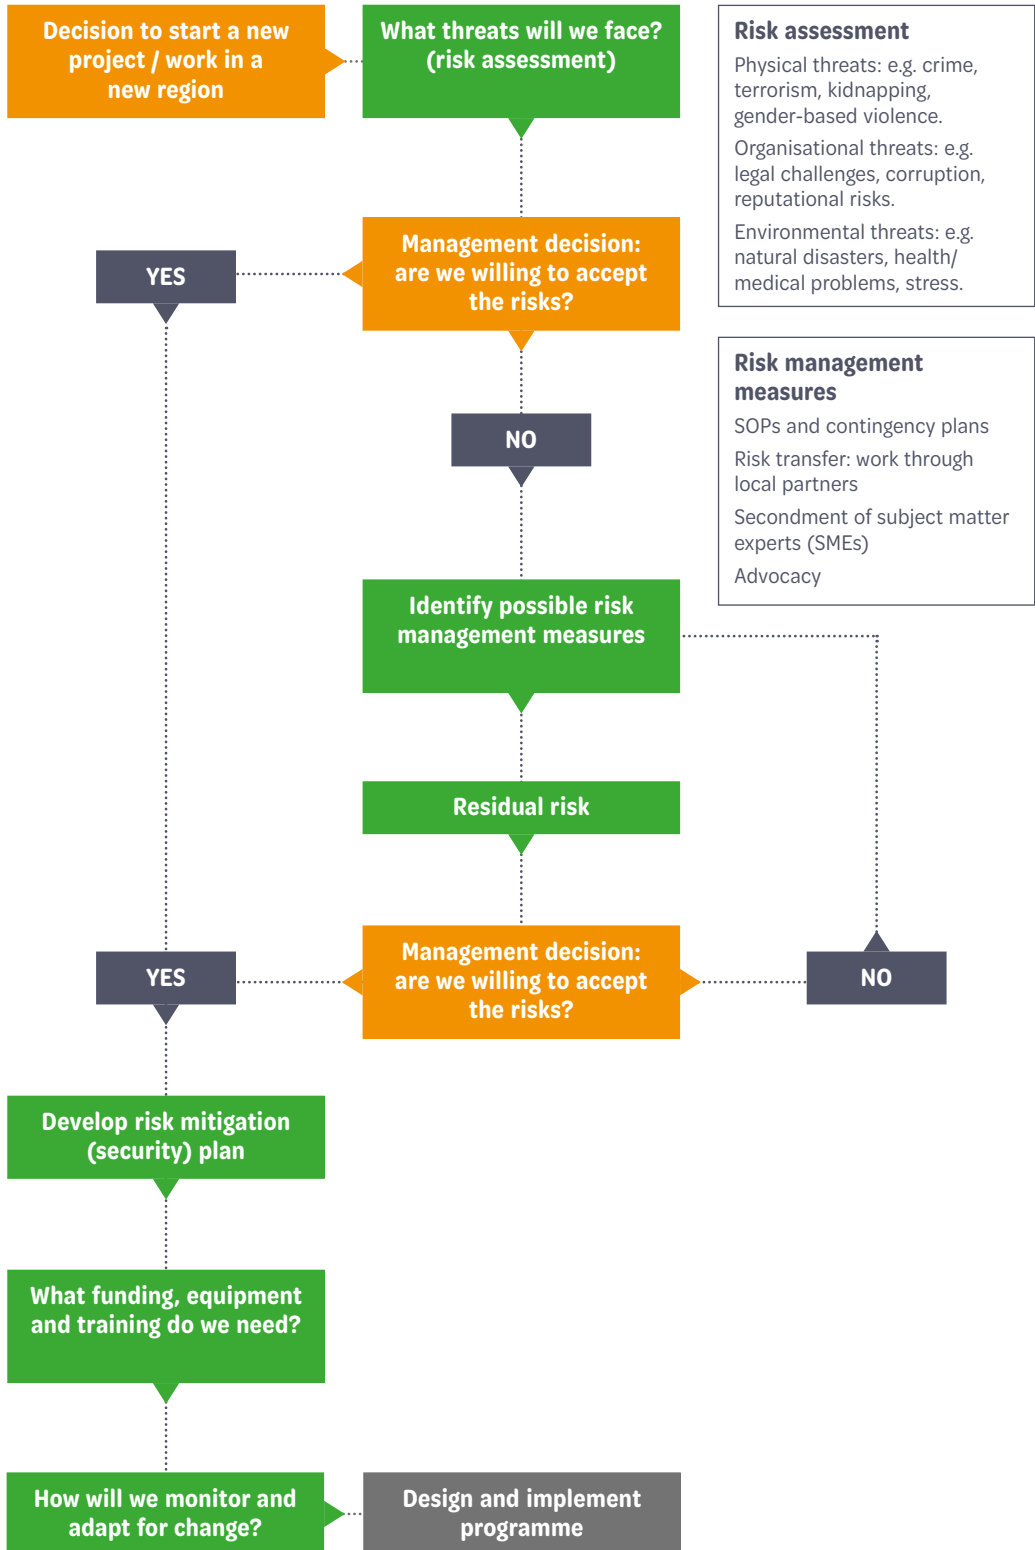 Decision to start a new
project / work in a
new region
What threats will we face?
(risk assessment)
Risk assessment
Physical threats: e.g. crime,
terrorism, kidnapping,
gender-based violence.
Organisational threats: e.g.
legal challenges, corruption,
reputational risks.
Environmental threats: e.g.
natural disasters, health/
medical problems, stress.
Management decision:
are we willing to accept
the risks?
YES
NO
Risk management
measures
SOPs and contingency plans
Risk transfer: work through
local partners
Secondment of subject matter
experts (SMEs)
Advocacy
Identify possible risk
management measures
Residual risk
Management decision:
are we willing to accept
the risks?
YES
NO
Develop risk mitigation
(security) plan
What funding, equipment
and training do we need?
How will we monitor and
adapt for change?
Design and implement
programme